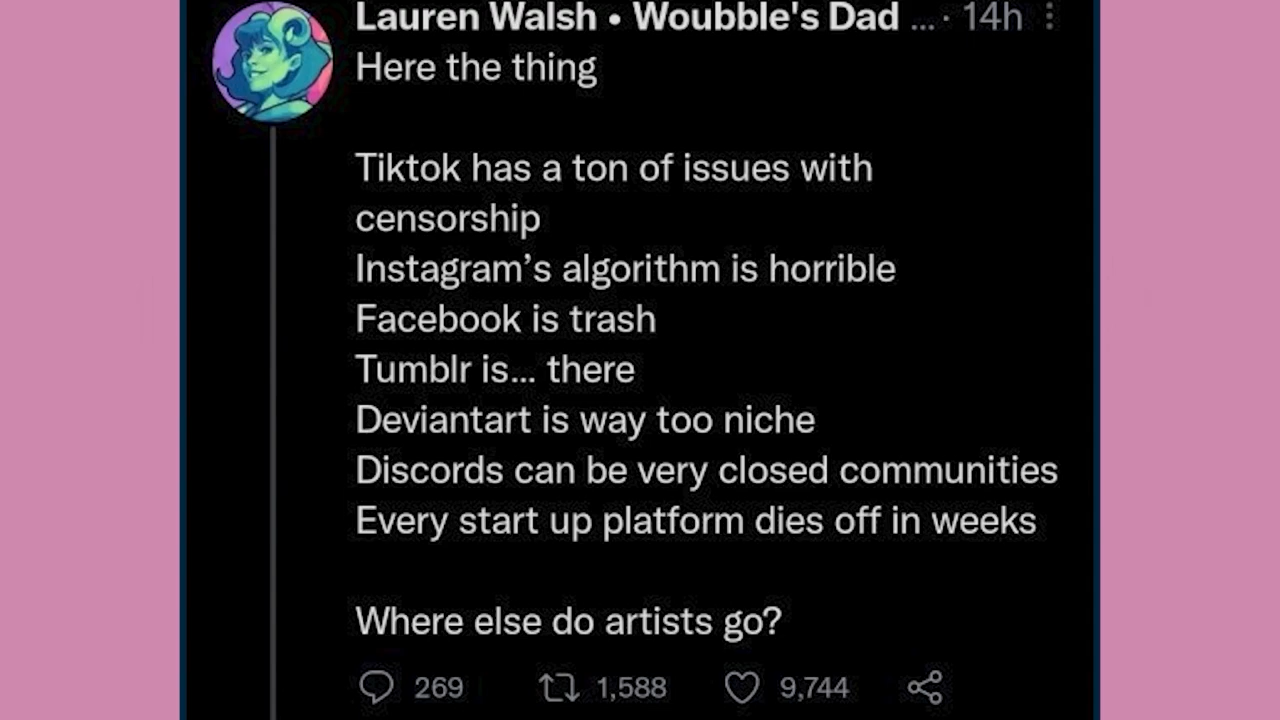 Lauren Walsh • Woubble's Dad ... · 14h
Here the thing
Tiktok has a ton of issues with
censorship
Instagram’s algorithm is horrible
Facebook is trash
Tumblr is... there
Deviantart is way too niche
Discords can be very closed communities
Every start up platform dies off in weeks
Where else do artists go?
269 1,588 9,744